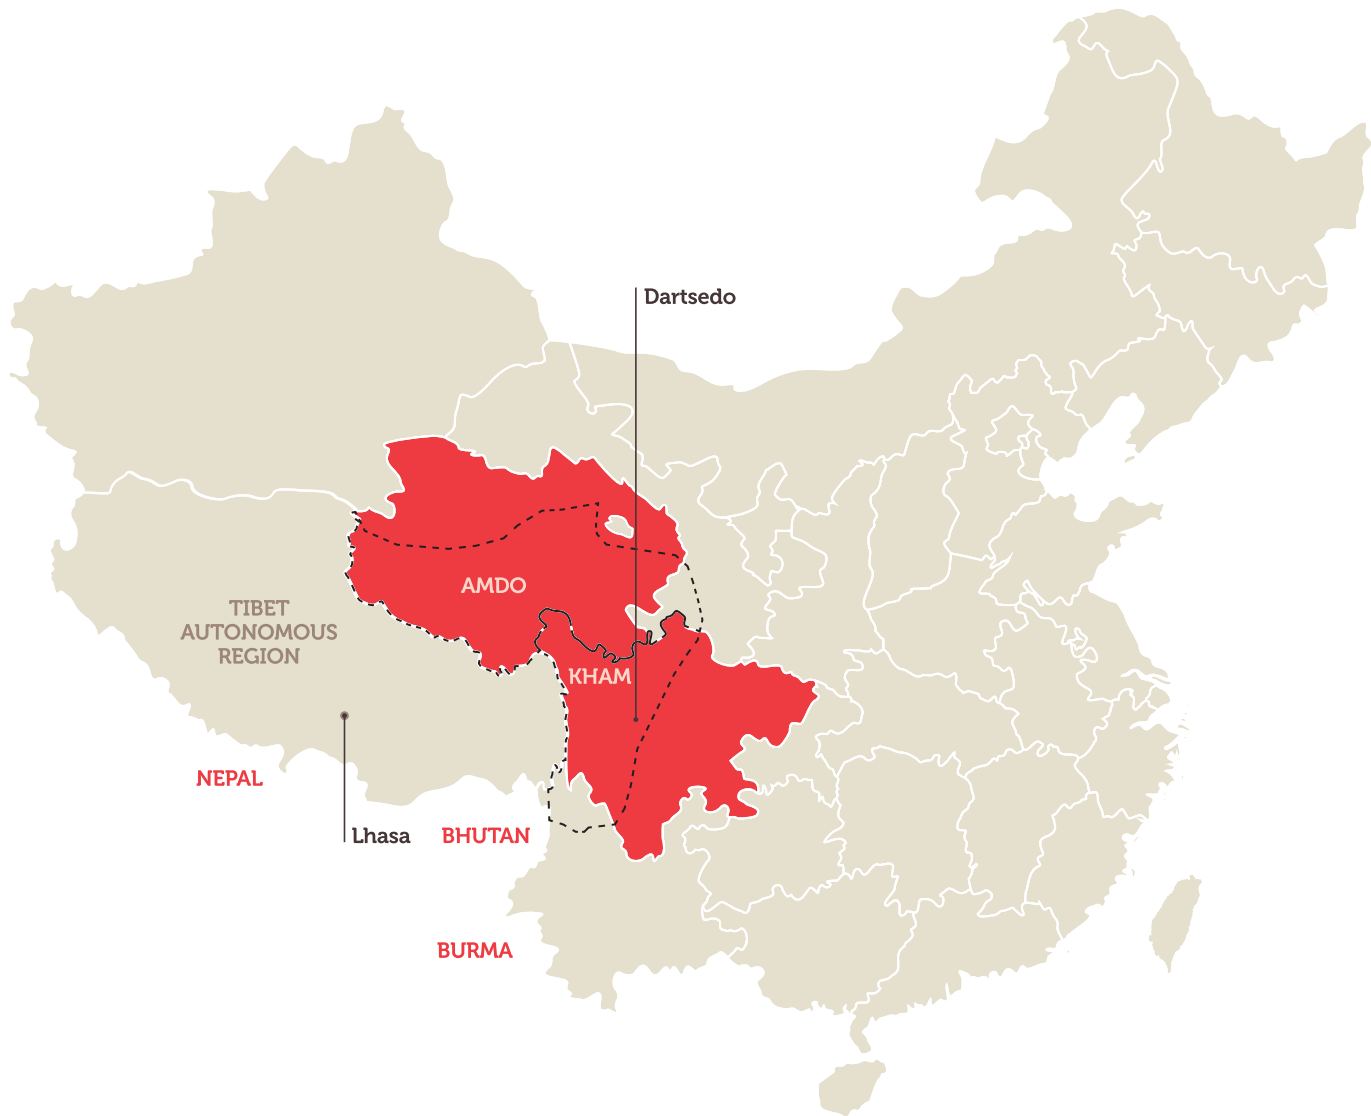 Dartsedo
AMDO
TIBET
AUTONOMOUS
REGION
KHAM
NEPAL
Lhasa
BHUTAN
BURMA